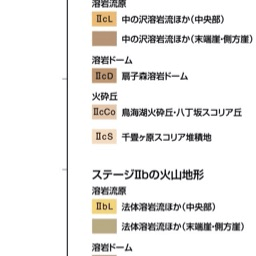 溶岩流原
IIcL 中の沢溶岩流ほか（中央部）
中の沢溶岩流ほか（末端崖・側方崖）
溶岩ドーム
IIcD 扇子森溶岩ドーム
火砕丘
IIcCo 鳥海湖火砕丘・八丁坂スコリア丘
IIcS 千畳ヶ原スコリア堆積地
ステージIIbの火山地形
溶岩流原
IIbL 法体溶岩流ほか（中央部）
法体溶岩流ほか（末端崖・側方崖）
溶岩ドーム